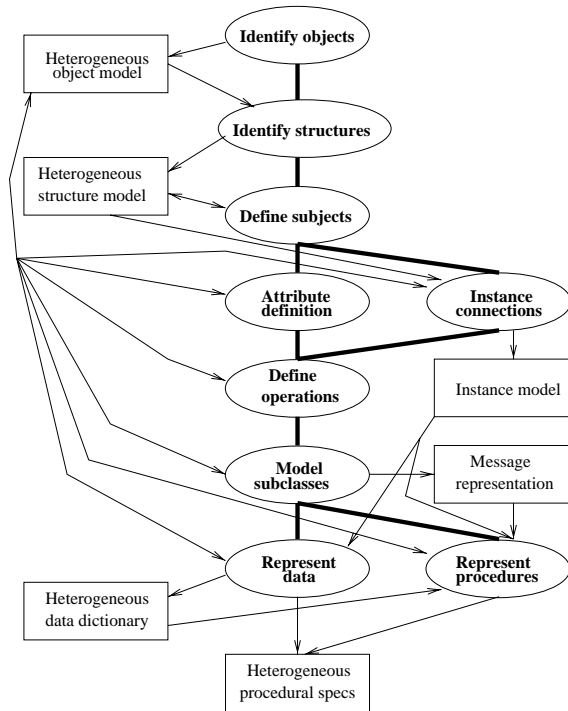 Identify objects
Heterogeneous
object model
Identify structures
Heterogeneous
structure model
Define subjects
Attribute
definition
Instance
connections
Define
operations
Instance model
Model
subclasses
Message
representation
Represent
data
Represent
procedures
Heterogeneous
data dictionary
Heterogeneous
procedural specs